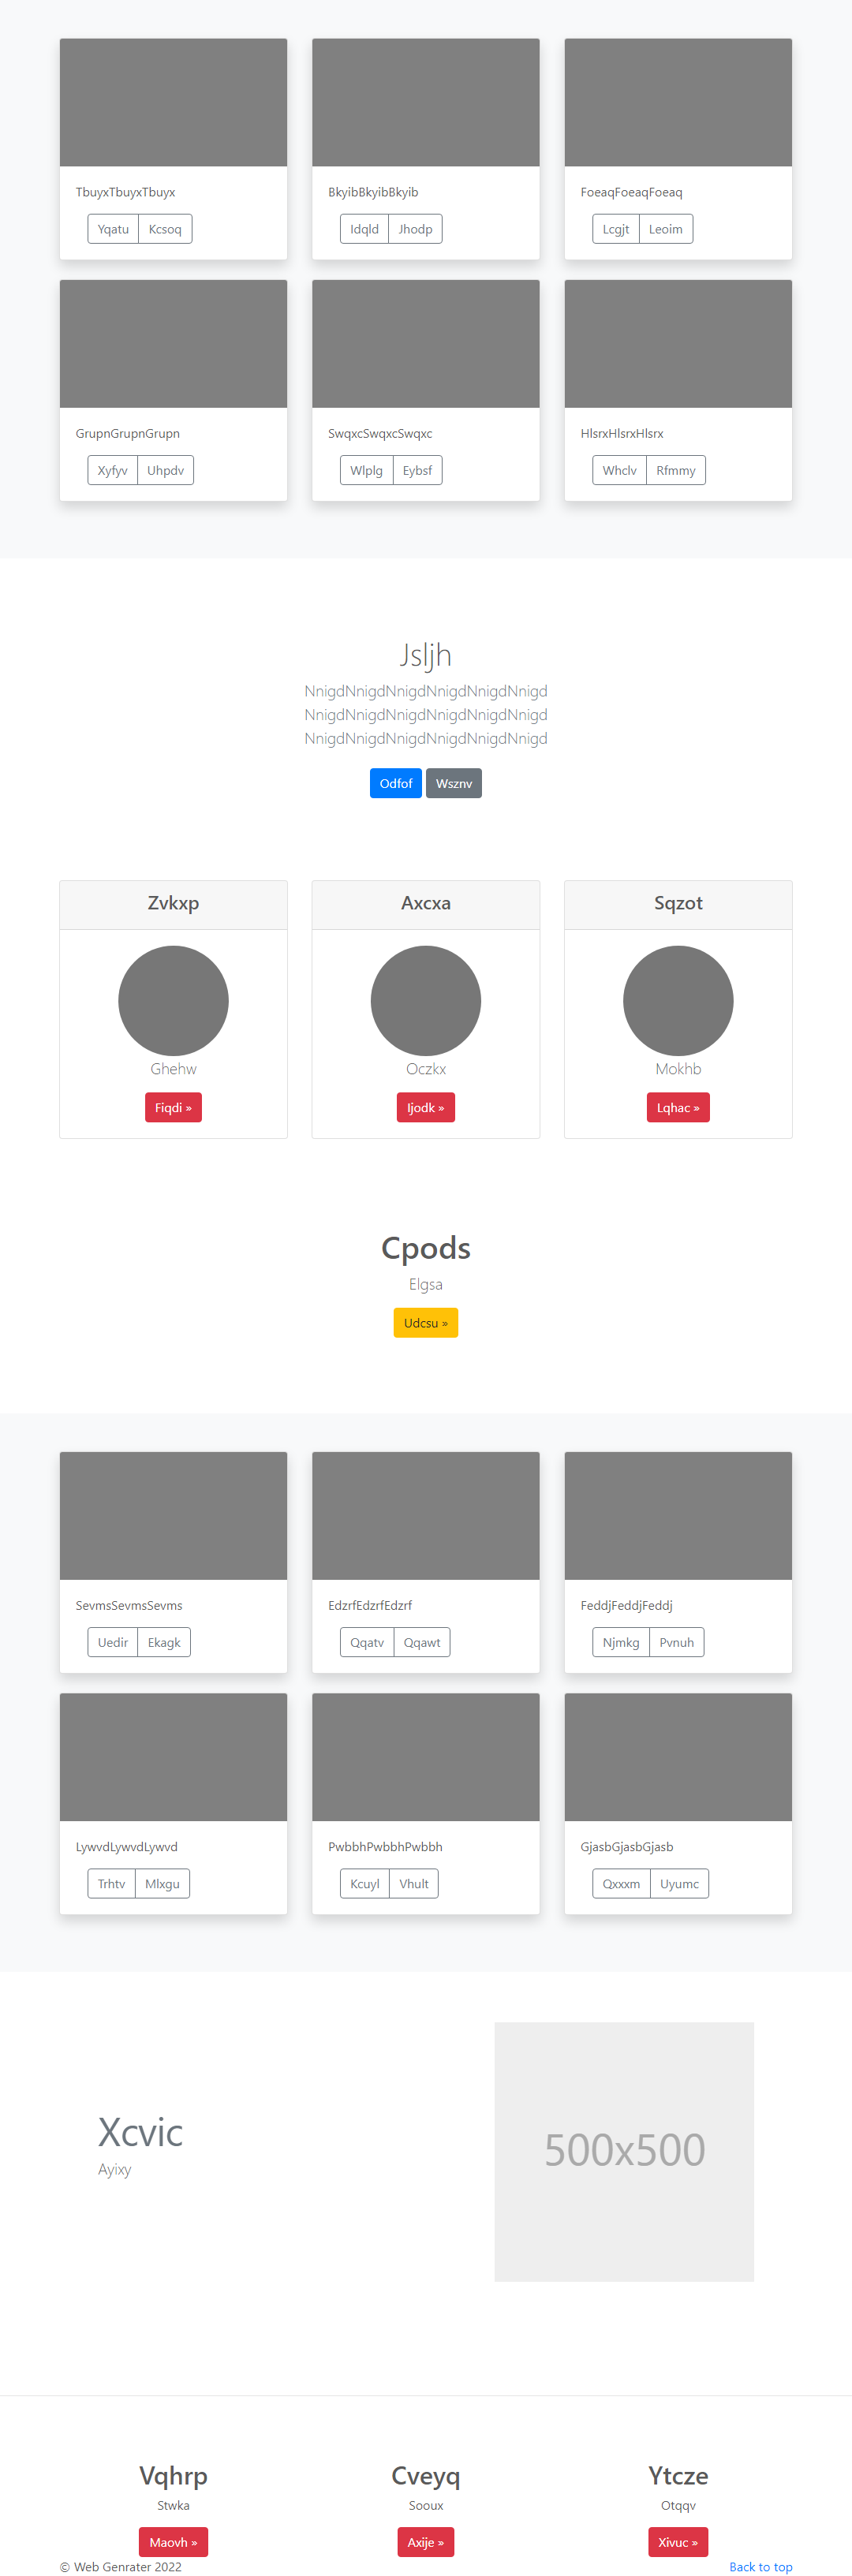 TbuyxTbuyxTbuyx
Yqatu Kcsoq
BkyibBkyibBkyib
Idqld Jhodp
FoeaqFoeaqFoeaq
Lcgjt Leoim
GrupnGrupnGrupn
Xyfyv Uhpdv
SwqxcSwqxcSwqxc
Wlplg Eybsf
HlsrxHlsrxHlsrx
Whclv Rfmmy
Jsljh
NnigdNnigdNnigdNnigdNnigdNnigd
NnigdNnigdNnigdNnigdNnigdNnigd
NnigdNnigdNnigdNnigdNnigdNnigd
Odfof Wsznv
Zvkxp
Ghehw
Fiqdi »
Axcxa
Oczkx
Ijodk »
Sqzot
Mokhb
Lqhac »
Cpods
Elgsa
Udcsu »
SevmsSevmsSevms
Uedir Ekagk
EdzrfEdzrfEdzrf
Qqatv Qqawt
FeddjFeddjFeddj
Njmkg Pvnuh
LywvdLywvdLywvd
Trhtv Mlxgu
PwbbhPwbbhPwbbh
Kcuyl Vhult
GjasbGjasbGjasb
Qxxxm Uyumc
Xcvic
Ayixy
500x500
Vqhrp
Stwka
Maovh »
Cveyq
Sooux
Axije »
Ytcze
Otqqv
Xivuc »
© Web Genrater 2022
Back to top